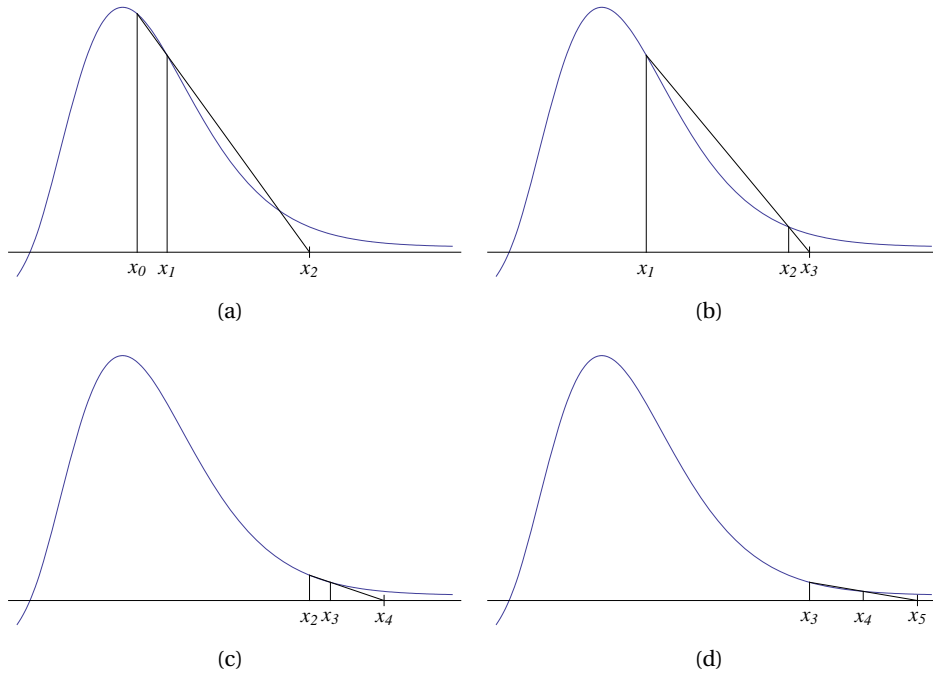 x0 x1 x2
x1 x2 x3
(a) (b)
x2 x3 x4
x3 x4 x5
(c) (d)